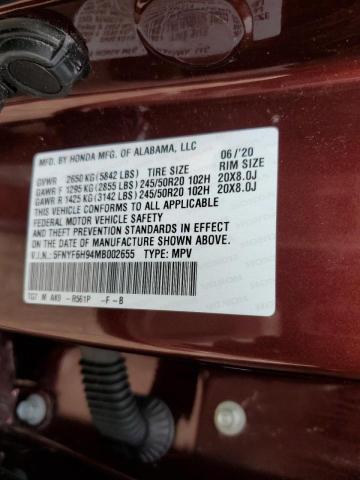 MFD. BY HONDA MFG. OF ALABAMA, LLC 06/'20
GVWR 2650 KG (5842 LBS) TIRE SIZE RIM SIZE
GAWR F 1295 KG (2855 LBS) 245/50R20 102H 20X8.0J
GAWR R 1425 KG (3142 LBS) 245/50R20 102H 20X8.0J
THIS VEHICLE CONFORMS TO ALL APPLICABLE
FEDERAL MOTOR VEHICLE SAFETY
AND THEFT PREVENTION STANDARDS IN EFFECT
ON THE DATE OF MANUFACTURE SHOWN ABOVE.
V.I.N.: 5FNYF6H94MB002655 TYPE: MPV
TG7 M AK0 - R561P -F -B